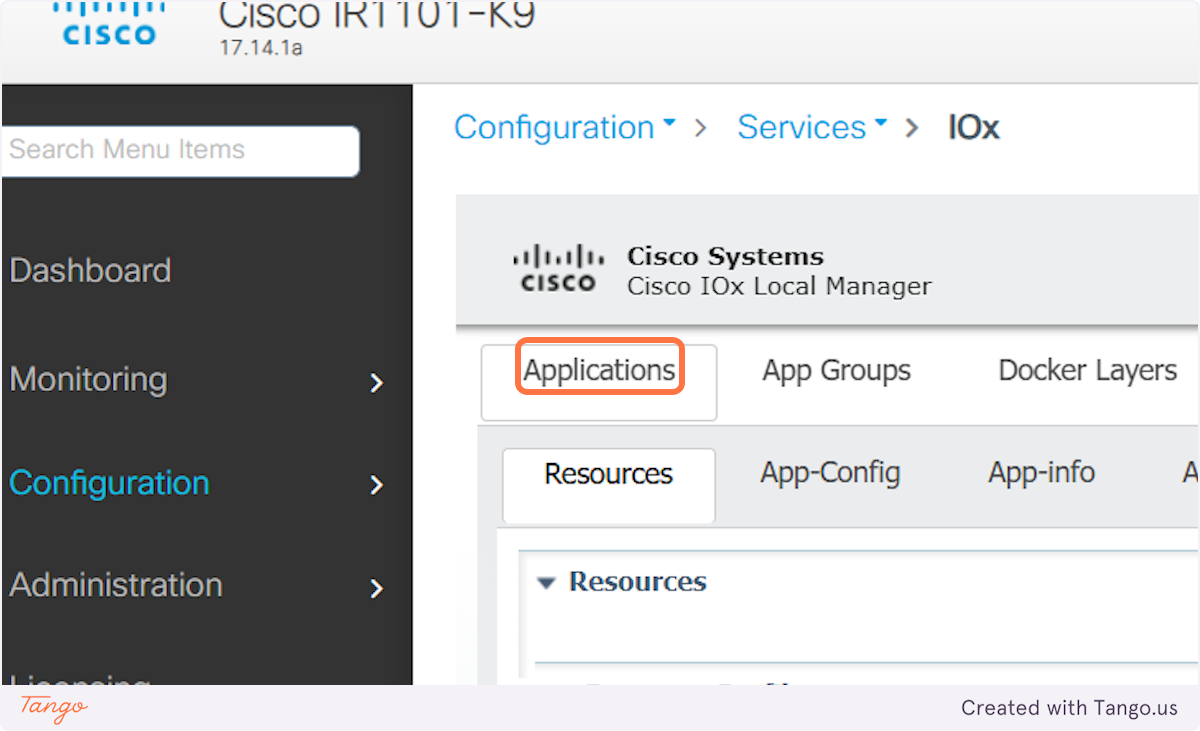 CISCO
Cisco IR1101-K9
17.14.1a
Search Menu Items
Dashboard
Monitoring
Configuration
Administration
Licensing
Configuration > Services > IOx
CISCO
Cisco Systems
Cisco IOx Local Manager
Applications App Groups Docker Layers
Resources App-Config App-info A
Resources
Tango
Created with Tango.us